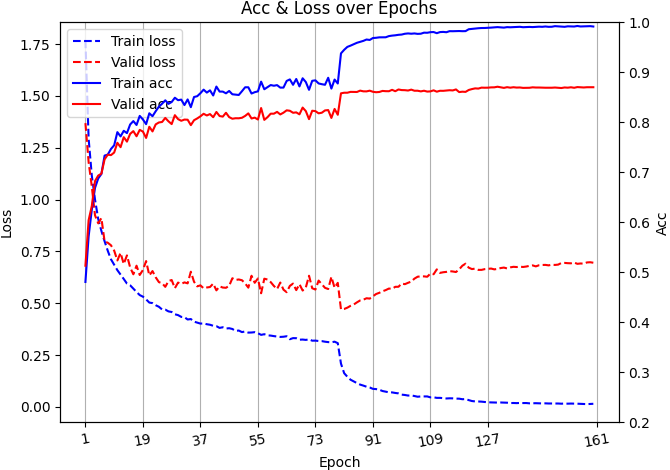 Acc & Loss over Epochs
Train loss
Valid loss
Train acc
Valid acc
1.75
1.50
1.25
1.00
0.75
0.50
0.25
0.00
Loss
1.0
0.9
0.8
0.7
0.6
0.5
0.4
0.3
0.2
Acc
1 19 37 55 73 91 109 127 161
Epoch